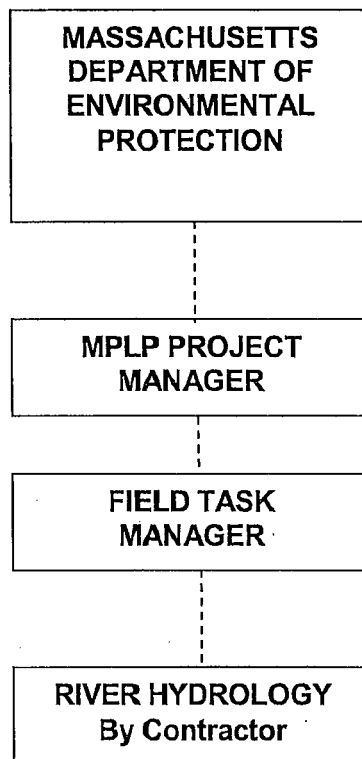 MASSACHUSETTS
DEPARTMENT OF
ENVIRONMENTAL
PROTECTION
MPLP PROJECT
MANAGER
FIELD TASK
MANAGER
RIVER HYDROLOGY
By Contractor